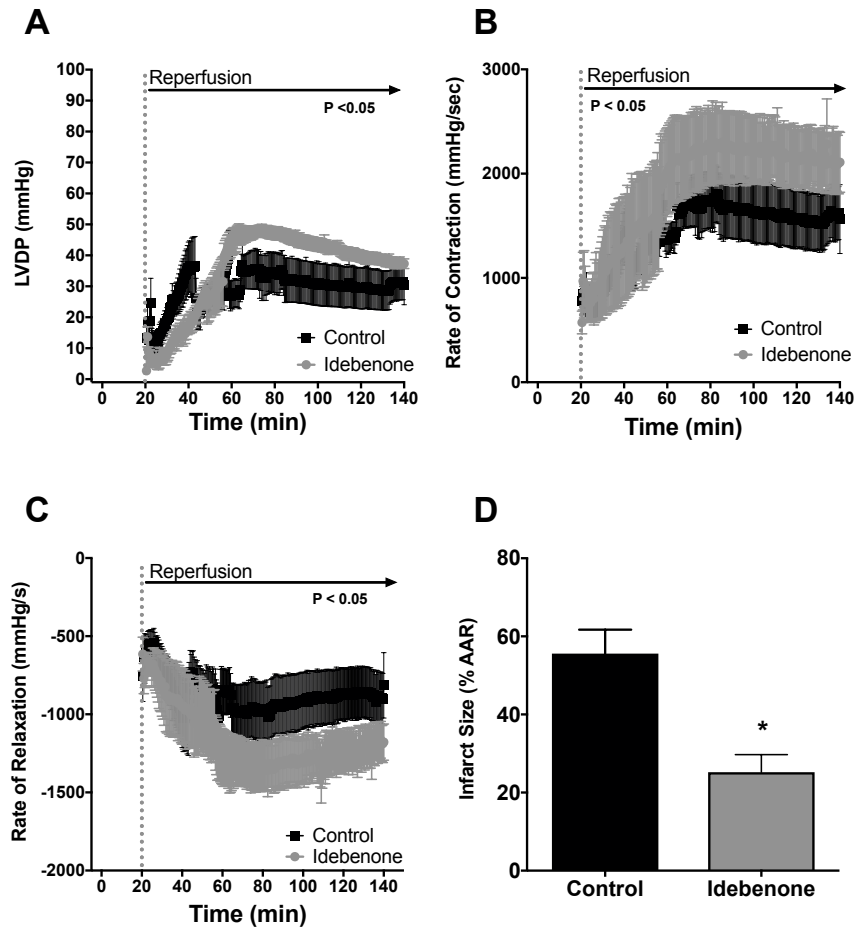 A
Reperfusion
P <0.05
LVDP (mmHg)
100
90
80
70
60
50
40
30
20
10
0
Control
Idebenone
0 20 40 60 80 100 120 140
Time (min)
B
Reperfusion
P < 0.05
Rate of Contraction (mmHg/sec)
3000
2000
1000
0
Control
Idebenone
0 20 40 60 80 100 120 140
Time (min)
C
Reperfusion
P < 0.05
Rate of Relaxation (mmHg/s)
0
-500
-1000
-1500
-2000
Control
Idebenone
0 20 40 60 80 100 120 140
Time (min)
D
Infarct Size (% AAR)
80
60
40
20
0
*
Control Idebenone